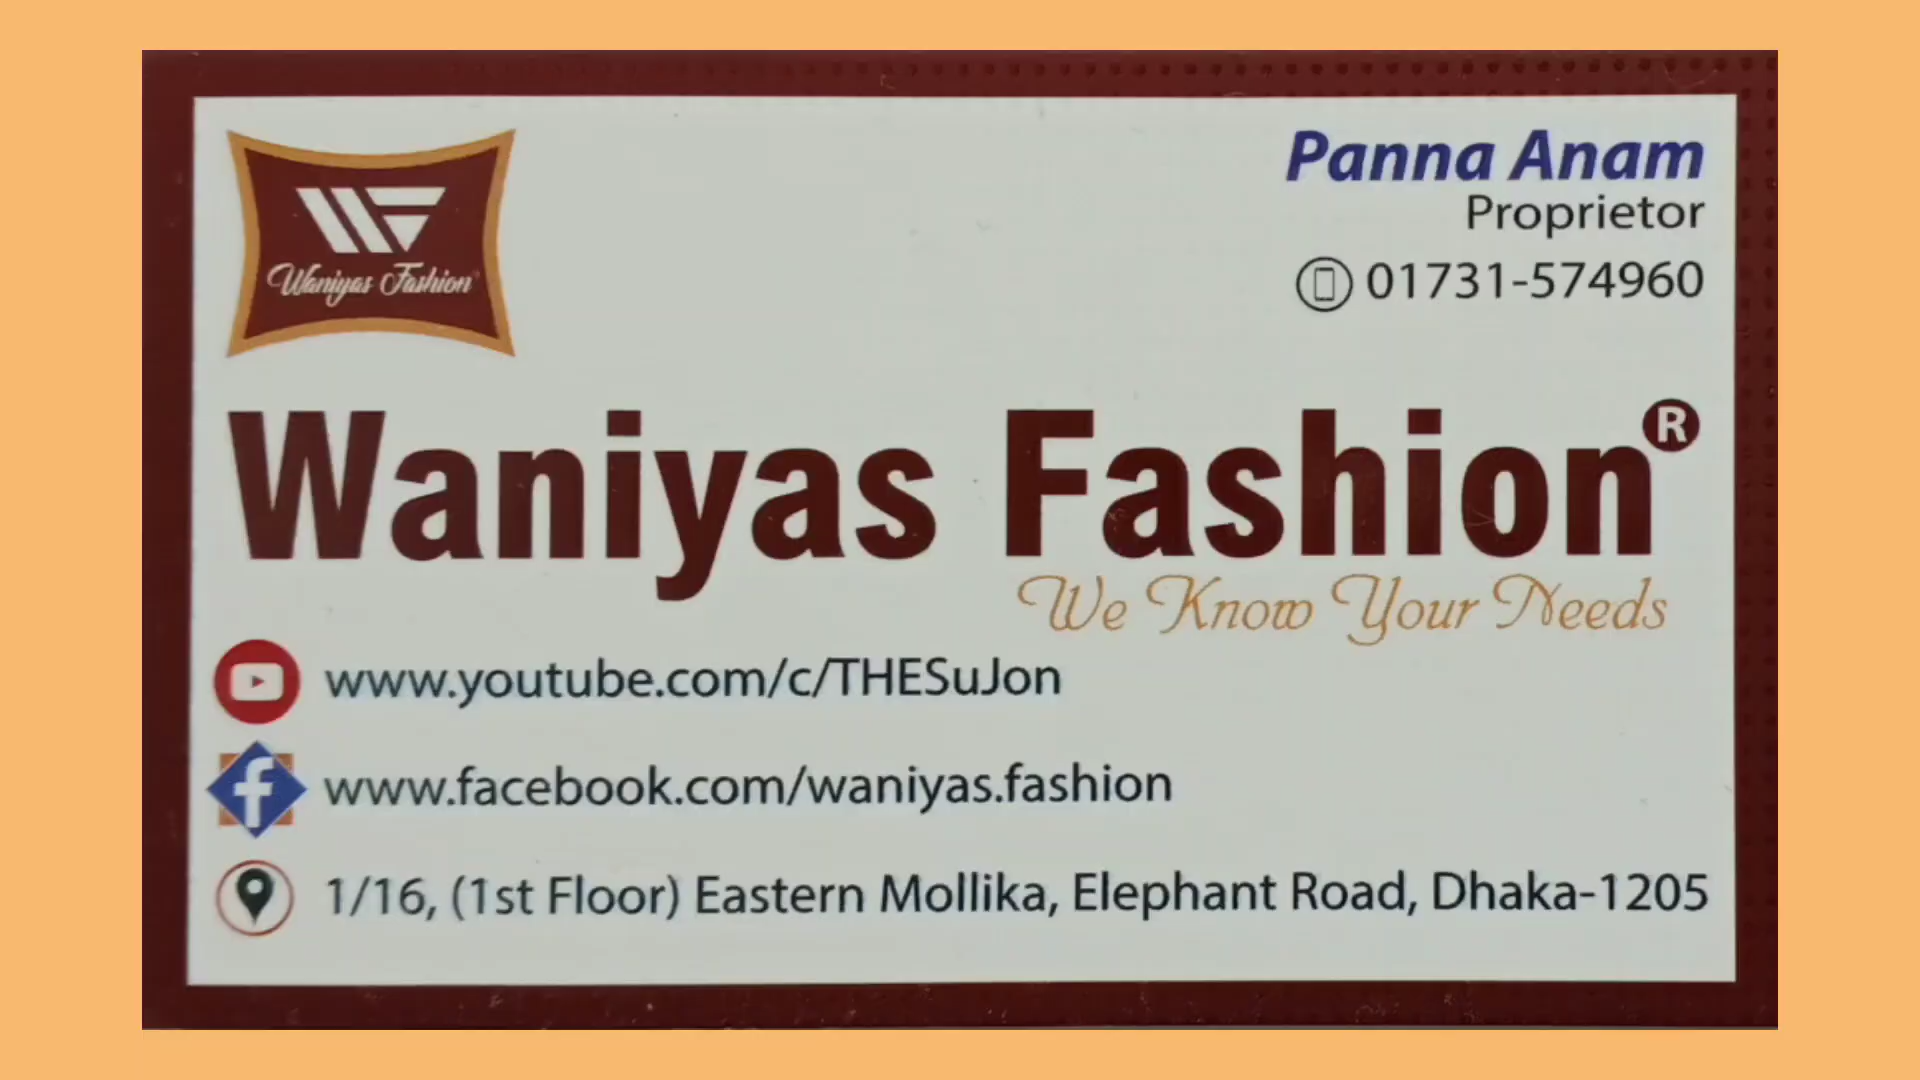 Waniyas Fashion
Panna Anam
Proprietor
01731-574960
Waniyas Fashion®
We Know Your Needs
www.youtube.com/c/THESuJon
www.facebook.com/waniyas.fashion
1/16, (1st Floor) Eastern Mollika, Elephant Road, Dhaka-1205